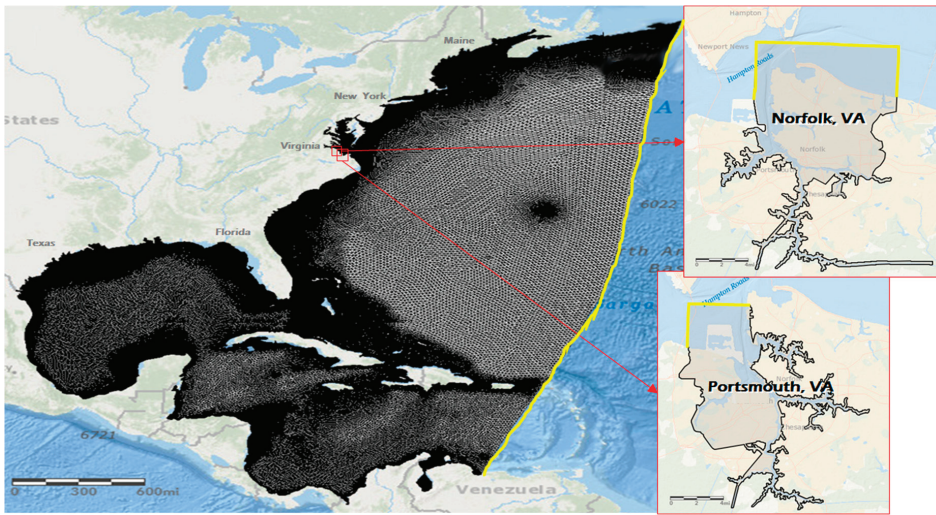 Maine
New York
States
Virginia
Texas
Florida
6022
6721
0 300 600mi
Venezuela
Hampton
Newport News
Hampton Roads
Norfolk, VA
Norfolk
Portsmouth
Hampton Roads
Portsmouth, VA